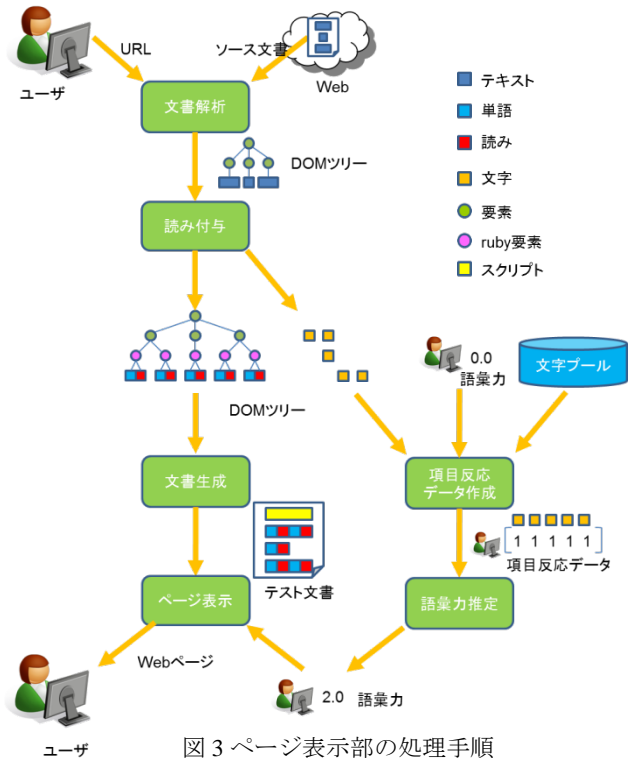 URL
ソース文書
ユーザ
Web
文書解析
テキスト
単語
読み
文字
要素
ruby要素
スクリプト
DOMツリー
読み付与
0.0
語彙力
文字プール
DOMツリー
文書生成
項目反応
データ作成
1 1 1 1 1
項目反応データ
テスト文書
ページ表示
語彙力推定
Webページ
2.0 語彙力
ユーザ
図 3 ページ表示部の処理手順